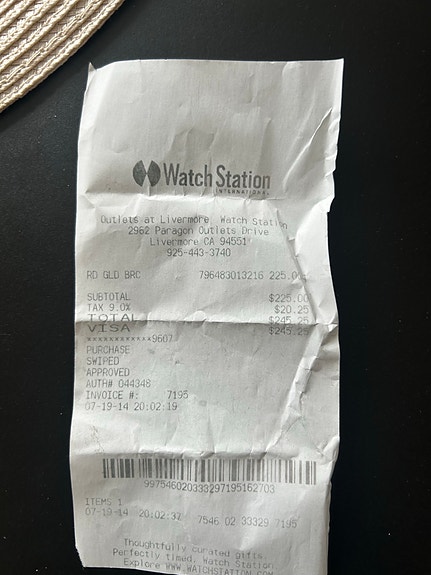 Watch Station
INTERNATIONAL
Outlets at Livermore, Watch Station
2962 Paragon Outlets Drive
Livermore CA 94551
925-443-3740
RD GLD BRC 796483013216 225.00
SUBTOTAL $225.00
TAX 9.0% $20.25
TOTAL $245.25
VISA $245.25
xxxxxxxxxxxx9607
PURCHASE
SWIPED
APPROVED
AUTH# 044348
INVOICE #: 7195
07-19-14 20:02:19
997546020333297195162703
ITEMS 1
07-19-14 20:02:37 7546 02 33329 7195
Thoughtfully curated gifts.
Perfectly timed. Watch Station
Explore WWW.WATCHSTATION.COM